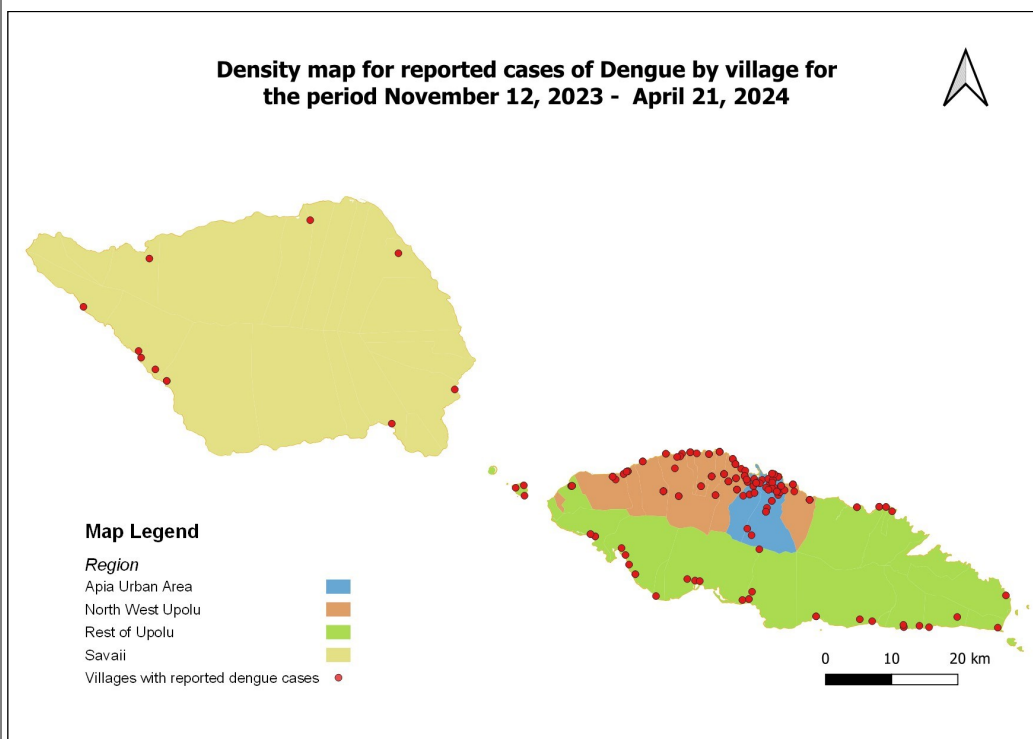 Density map for reported cases of Dengue by village for
the period November 12, 2023 - April 21, 2024
Map Legend
Region
Apia Urban Area
North West Upolu
Rest of Upolu
Savaii
Villages with reported dengue cases
0 10 20 km